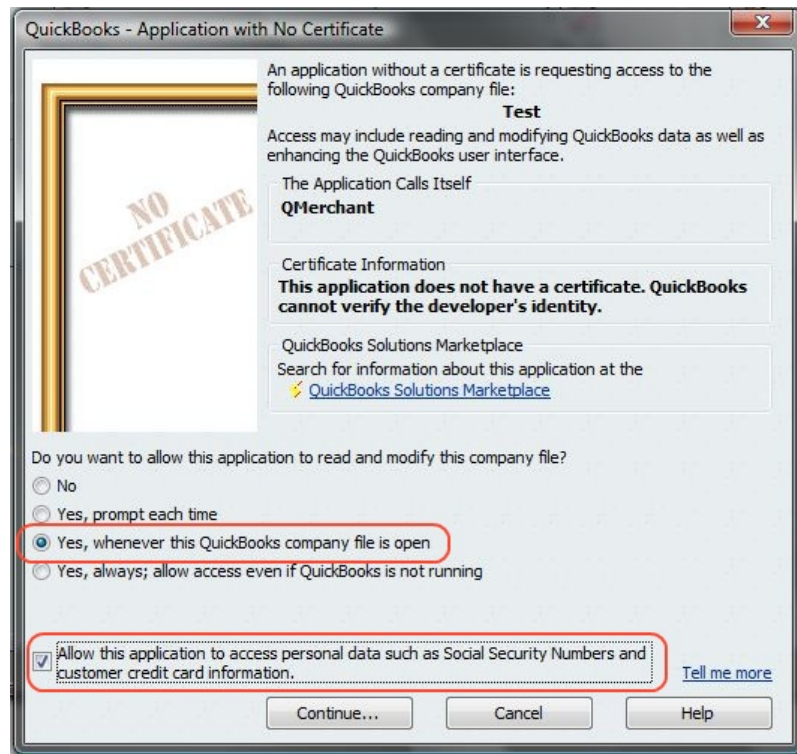 QuickBooks - Application with No Certificate
An application without a certificate is requesting access to the
following QuickBooks company file:
Test
Access may include reading and modifying QuickBooks data as well as
enhancing the QuickBooks user interface.
NO
CERTIFICATE
The Application Calls Itself
QMerchant
Certificate Information
This application does not have a certificate. QuickBooks
cannot verify the developer's identity.
QuickBooks Solutions Marketplace
Search for information about this application at the
QuickBooks Solutions Marketplace
Do you want to allow this application to read and modify this company file?
No
Yes, prompt each time
Yes, whenever this QuickBooks company file is open
Yes, always; allow access even if QuickBooks is not running
Allow this application to access personal data such as Social Security Numbers and
customer credit card information.
Tell me more
Continue...
Cancel
Help